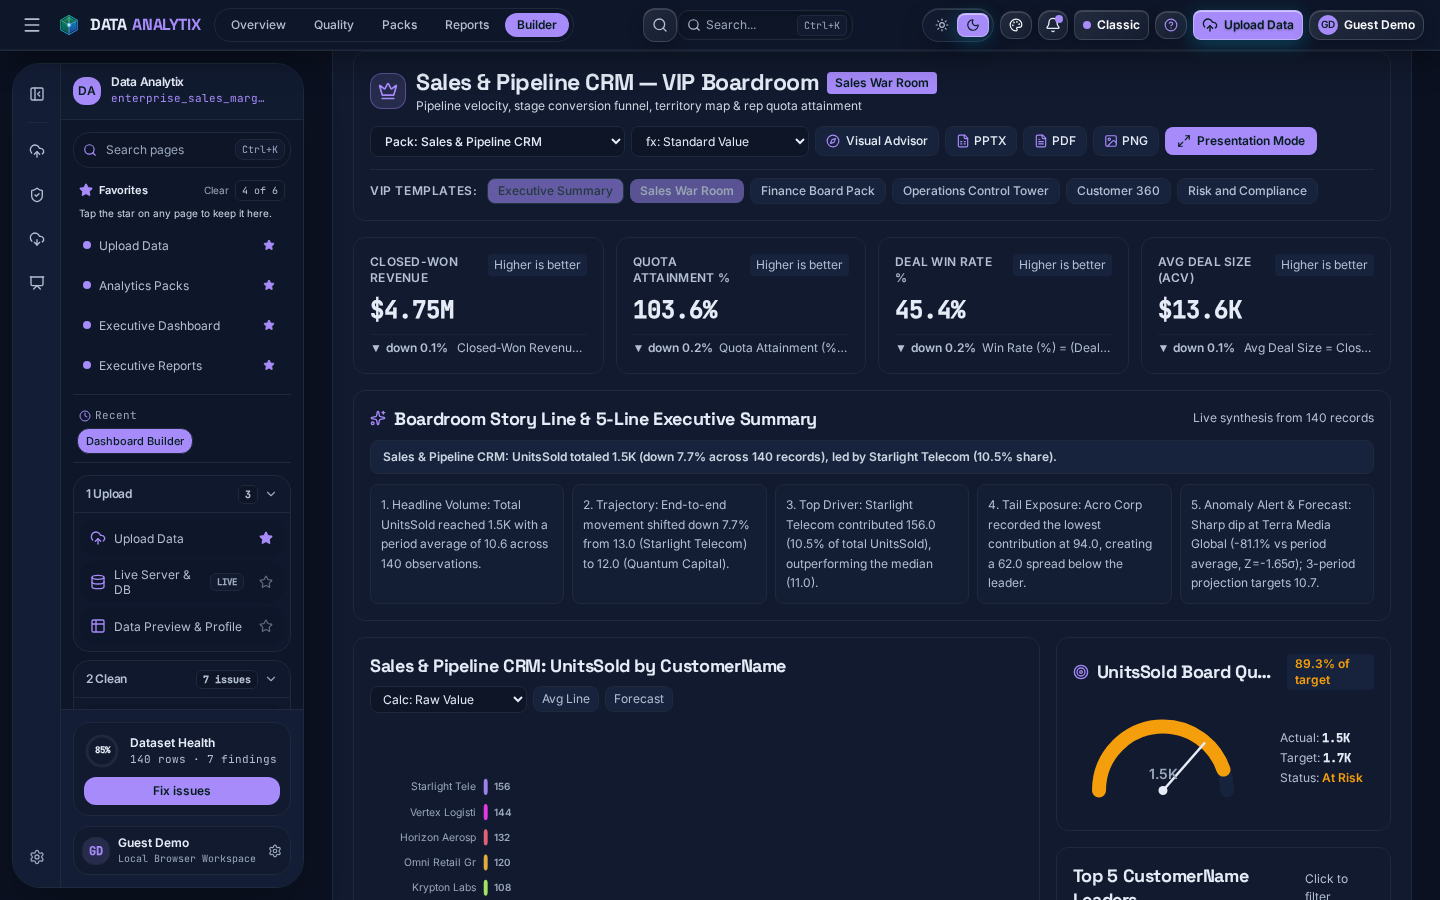 DATA ANALYTIX
Overview
Quality
Packs
Reports
Builder
Search...
Ctrl+K
Classic
Upload Data
GD
Guest Demo
DA
Data Analytix
enterprise_sales_marg…
Search pages
Ctrl+K
Favorites
Clear
4 of 6
Tap the star on any page to keep it here.
Upload Data
Analytics Packs
Executive Dashboard
Executive Reports
Recent
Dashboard Builder
1 Upload
3
Upload Data
Live Server & DB
LIVE
Data Preview & Profile
2 Clean
7 issues
85%
Dataset Health
140 rows · 7 findings
Fix issues
GD
Guest Demo
Local Browser Workspace
Sales & Pipeline CRM — VIP Boardroom
Sales War Room
Pipeline velocity, stage conversion funnel, territory map & rep quota attainment
Pack: Sales & Pipeline CRM
fx: Standard Value
Visual Advisor
PPTX
PDF
PNG
Presentation Mode
VIP TEMPLATES:
Executive Summary
Sales War Room
Finance Board Pack
Operations Control Tower
Customer 360
Risk and Compliance
CLOSED-WON REVENUE
Higher is better
$4.75M
▼ down 0.1%
Closed-Won Revenu…
QUOTA ATTAINMENT %
Higher is better
103.6%
▼ down 0.2%
Quota Attainment (%…
DEAL WIN RATE %
Higher is better
45.4%
▼ down 0.2%
Win Rate (%) = (Deal…
AVG DEAL SIZE (ACV)
Higher is better
$13.6K
▼ down 0.1%
Avg Deal Size = Clos…
Boardroom Story Line & 5-Line Executive Summary
Live synthesis from 140 records
Sales & Pipeline CRM: UnitsSold totaled 1.5K (down 7.7% across 140 records), led by Starlight Telecom (10.5% share).
1. Headline Volume: Total
UnitsSold reached 1.5K with a
period average of 10.6 across
140 observations.
2. Trajectory: End-to-end
movement shifted down 7.7%
from 13.0 (Starlight Telecom)
to 12.0 (Quantum Capital).
3. Top Driver: Starlight
Telecom contributed 156.0
(10.5% of total UnitsSold),
outperforming the median
(11.0).
4. Tail Exposure: Acro Corp
recorded the lowest
contribution at 94.0, creating
a 62.0 spread below the
leader.
5. Anomaly Alert & Forecast:
Sharp dip at Terra Media
Global (-81.1% vs period
average, Z=-1.65σ); 3-period
projection targets 10.7.
Sales & Pipeline CRM: UnitsSold by CustomerName
Calc: Raw Value
Avg Line
Forecast
Starlight Tele
156
Vertex Logisti
144
Horizon Aerosp
132
Omni Retail Gr
120
Krypton Labs
108
UnitsSold Board Qu…
89.3% of target
1.5K
Actual: 1.5K
Target: 1.7K
Status: At Risk
Top 5 CustomerName
Leaders
Click to
filter